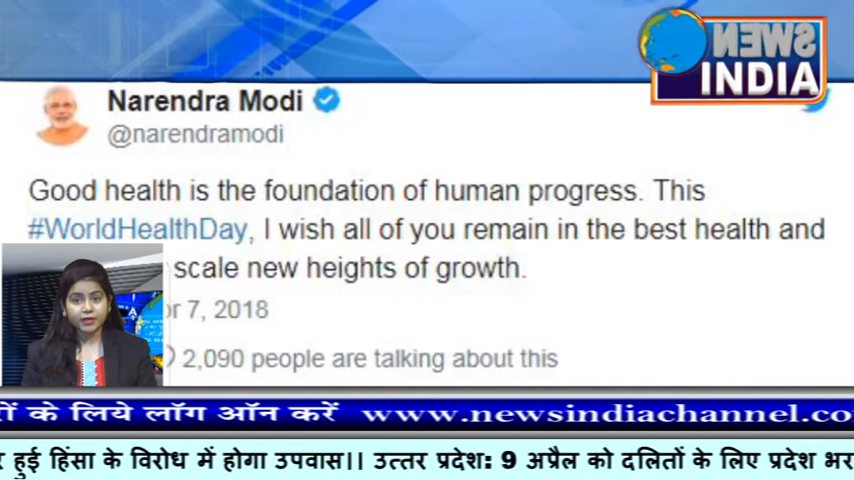 NEWS
INDIA
Narendra Modi
@narendramodi
Good health is the foundation of human progress. This
#WorldHealthDay, I wish all of you remain in the best health and
scale new heights of growth.
7, 2018
2,090 people are talking about this
के लिये लॉग ऑन करें www.newsindiachannel.co
हुई हिंसा के विरोध में होगा उपवास।। उत्तर प्रदेश: 9 अप्रैल को दलितों के लिए प्रदेश भर